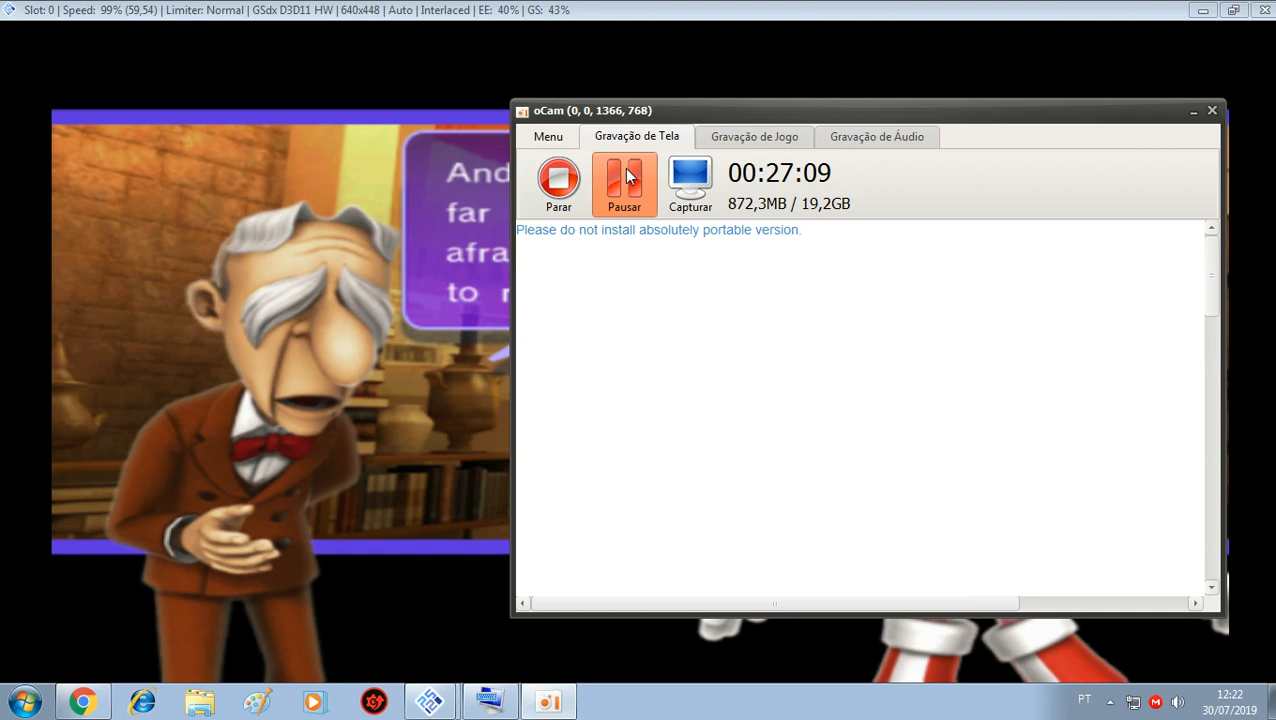 Slot: 0 | Speed: 99% (59,54) | Limiter: Normal | GSdx D3D11 HW | 640x448 | Auto | Interlaced | EE: 40% | GS: 43%
oCam (0, 0, 1366, 768)
Menu
Gravação de Tela
Gravação de Jogo
Gravação de Áudio
Parar
Pausar
Capturar
00:27:09
872,3MB / 19,2GB
Please do not install absolutely portable version.
And
far
afra
to
PT
12:22
30/07/2019